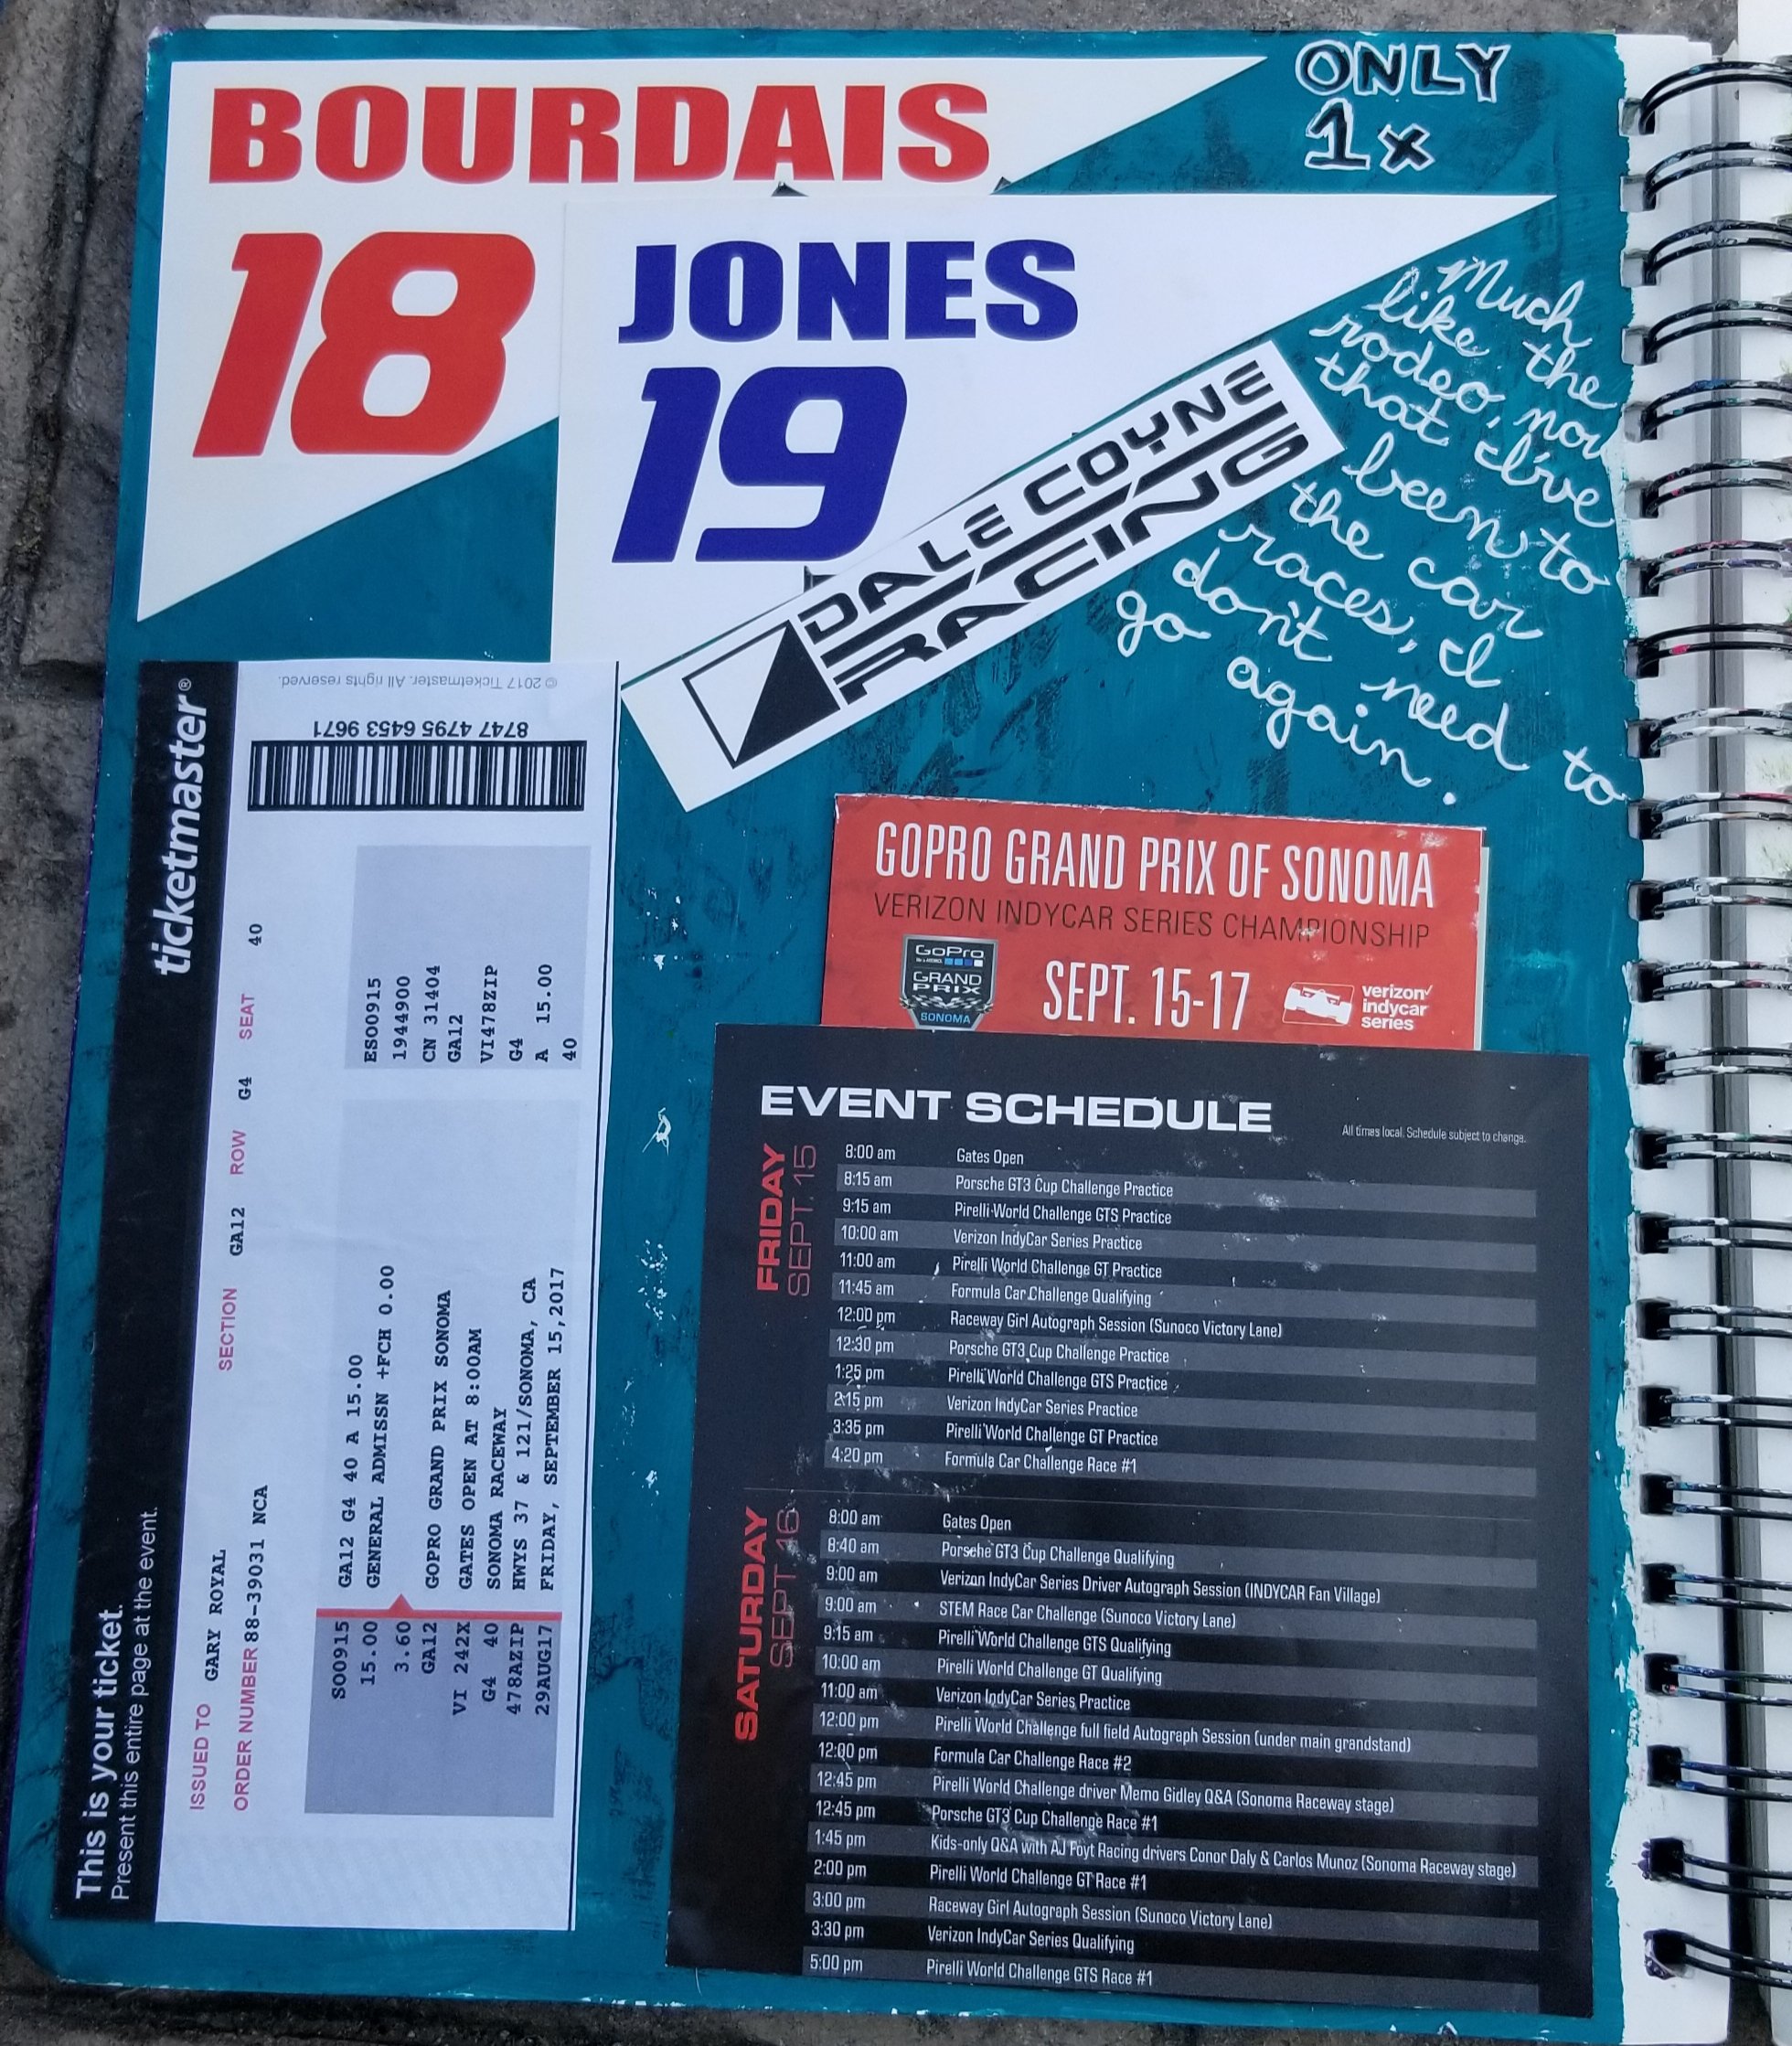 BOURDAIS
18
JONES
19
DALE COYNE
RACING
ONLY
1x
Much
like the
rodeo, now
that I've
been to
the car
races, I
don't need to
go again.
ticketmaster®
This is your ticket.
Present this entire page at the event.
ISSUED TO GARY ROYAL
ORDER NUMBER 88-39031 NCA
SECTION GA12 ROW G4 SEAT 40
SO0915
15.00
3.60
GA12
VI 242X
G4 40
478AZIP
29AUG17
GA12 G4 40 A 15.00
GENERAL ADMISSN +FCH 0.00
GOPRO GRAND PRIX SONOMA
GATES OPEN AT 8:00AM
SONOMA RACEWAY
HWYS 37 & 121/SONOMA, CA
FRIDAY, SEPTEMBER 15,2017
ESO0915
1944900
CN 31404
GA12
VI478ZIP
G4
A 15.00
40
8747 4795 6453 9671
© 2017 Ticketmaster. All rights reserved.
GOPRO GRAND PRIX OF SONOMA
VERIZON INDYCAR SERIES CHAMPIONSHIP
GoPro
GRAND
PRIX
SONOMA
SEPT. 15-17
verizon
indycar
series
EVENT SCHEDULE
All times local. Schedule subject to change.
FRIDAY
SEPT. 15
8:00 am Gates Open
8:15 am Porsche GT3 Cup Challenge Practice
9:15 am Pirelli World Challenge GTS Practice
10:00 am Verizon IndyCar Series Practice
11:00 am Pirelli World Challenge GT Practice
11:45 am Formula Car Challenge Qualifying
12:00 pm Raceway Girl Autograph Session (Sunoco Victory Lane)
12:30 pm Porsche GT3 Cup Challenge Practice
1:25 pm Pirelli World Challenge GTS Practice
2:15 pm Verizon IndyCar Series Practice
3:35 pm Pirelli World Challenge GT Practice
4:20 pm Formula Car Challenge Race #1
SATURDAY
SEPT. 16
8:00 am Gates Open
8:40 am Porsche GT3 Cup Challenge Qualifying
9:00 am Verizon IndyCar Series Driver Autograph Session (INDYCAR Fan Village)
9:00 am STEM Race Car Challenge (Sunoco Victory Lane)
9:15 am Pirelli World Challenge GTS Qualifying
10:00 am Pirelli World Challenge GT Qualifying
11:00 am Verizon IndyCar Series Practice
12:00 pm Pirelli World Challenge full field Autograph Session (under main grandstand)
12:00 pm Formula Car Challenge Race #2
12:45 pm Pirelli World Challenge driver Memo Gidley Q&A (Sonoma Raceway stage)
12:45 pm Porsche GT3 Cup Challenge Race #1
1:45 pm Kids-only Q&A with AJ Foyt Racing drivers Conor Daly & Carlos Munoz (Sonoma Raceway stage)
2:00 pm Pirelli World Challenge GT Race #1
3:00 pm Raceway Girl Autograph Session (Sunoco Victory Lane)
3:30 pm Verizon IndyCar Series Qualifying
5:00 pm Pirelli World Challenge GTS Race #1